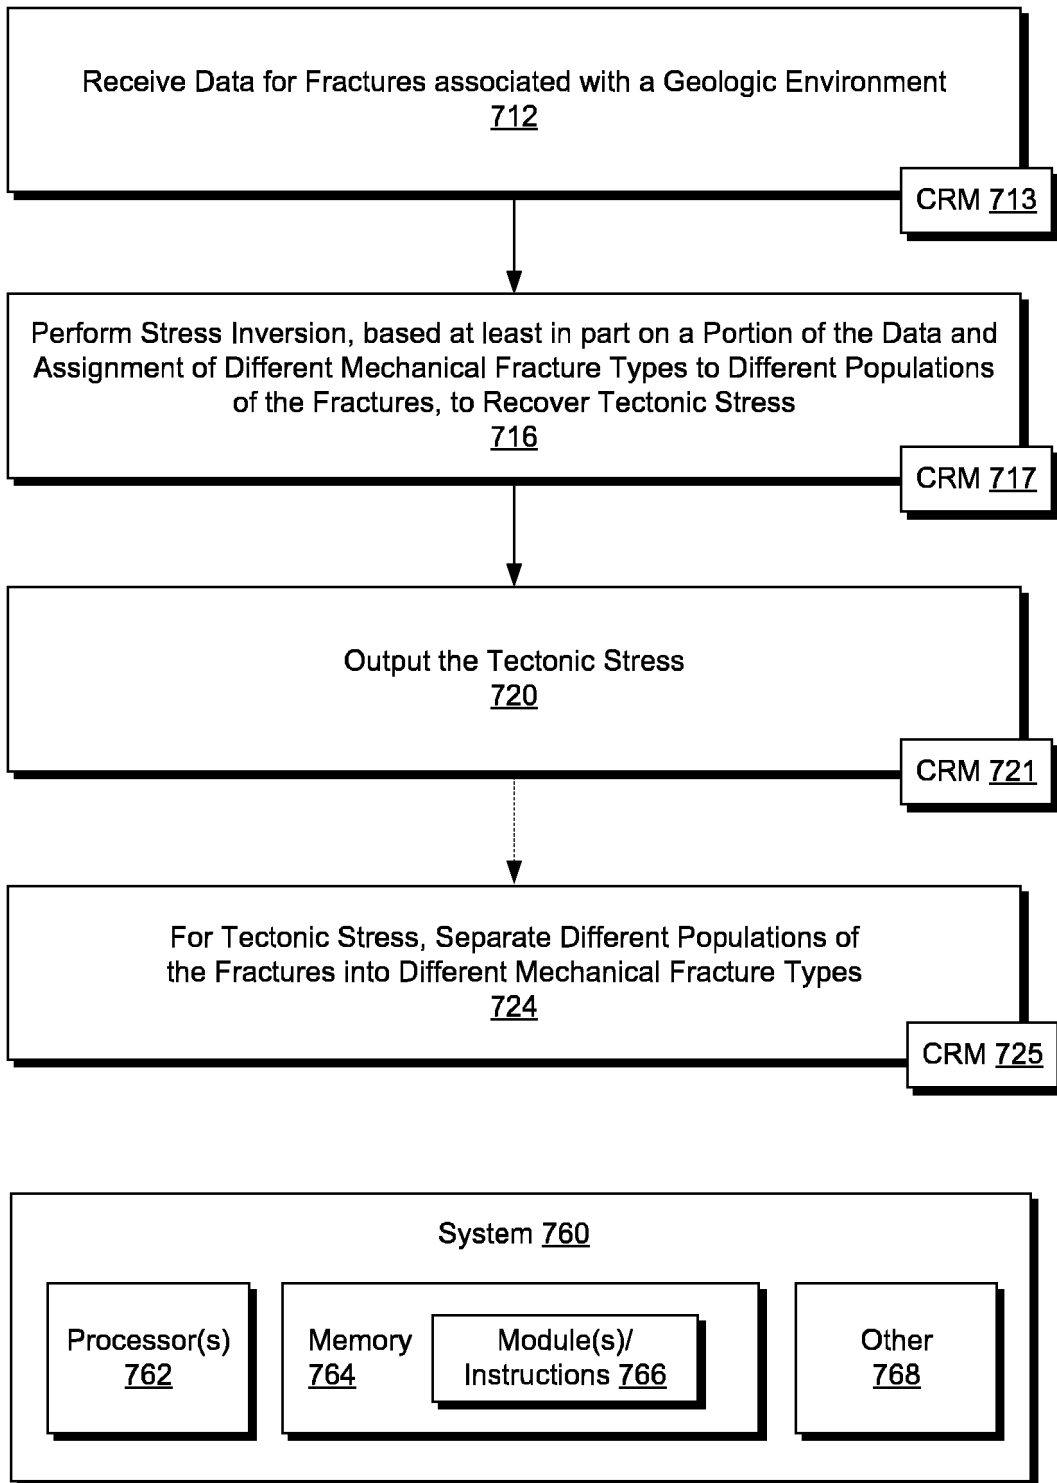 Receive Data for Fractures associated with a Geologic Environment
712
CRM 713
Perform Stress Inversion, based at least in part on a Portion of the Data and
Assignment of Different Mechanical Fracture Types to Different Populations
of the Fractures, to Recover Tectonic Stress
716
CRM 717
Output the Tectonic Stress
720
CRM 721
For Tectonic Stress, Separate Different Populations of
the Fractures into Different Mechanical Fracture Types
724
CRM 725
System 760
Processor(s)
762
Memory
764
Module(s)/
Instructions 766
Other
768